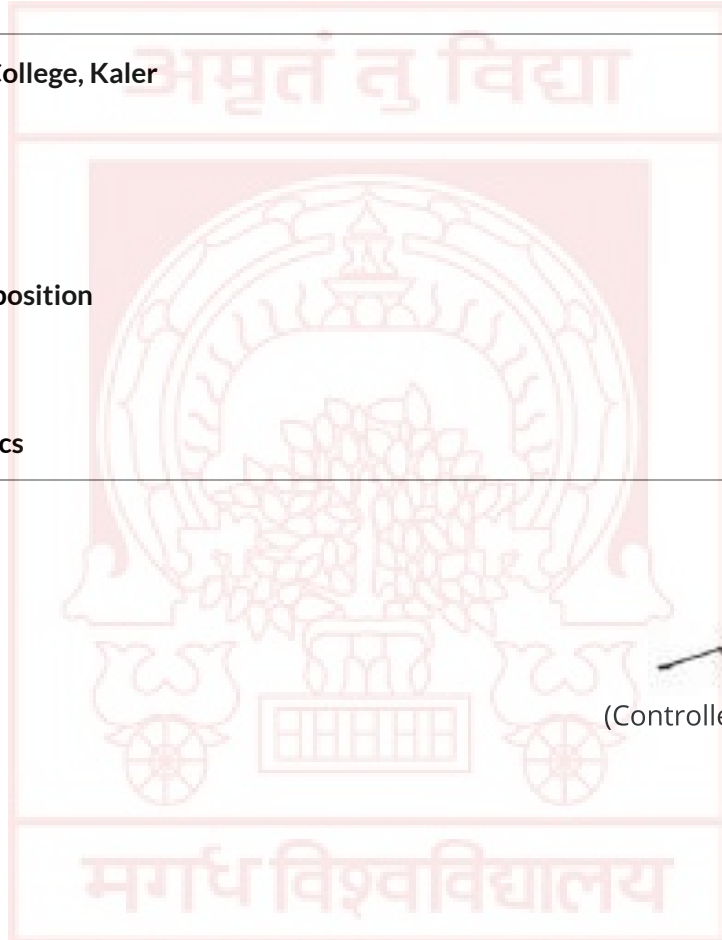 अमृतं तु विद्या
College, Kaler
position
cs
(Controlle
मगध विश्वविद्यालय